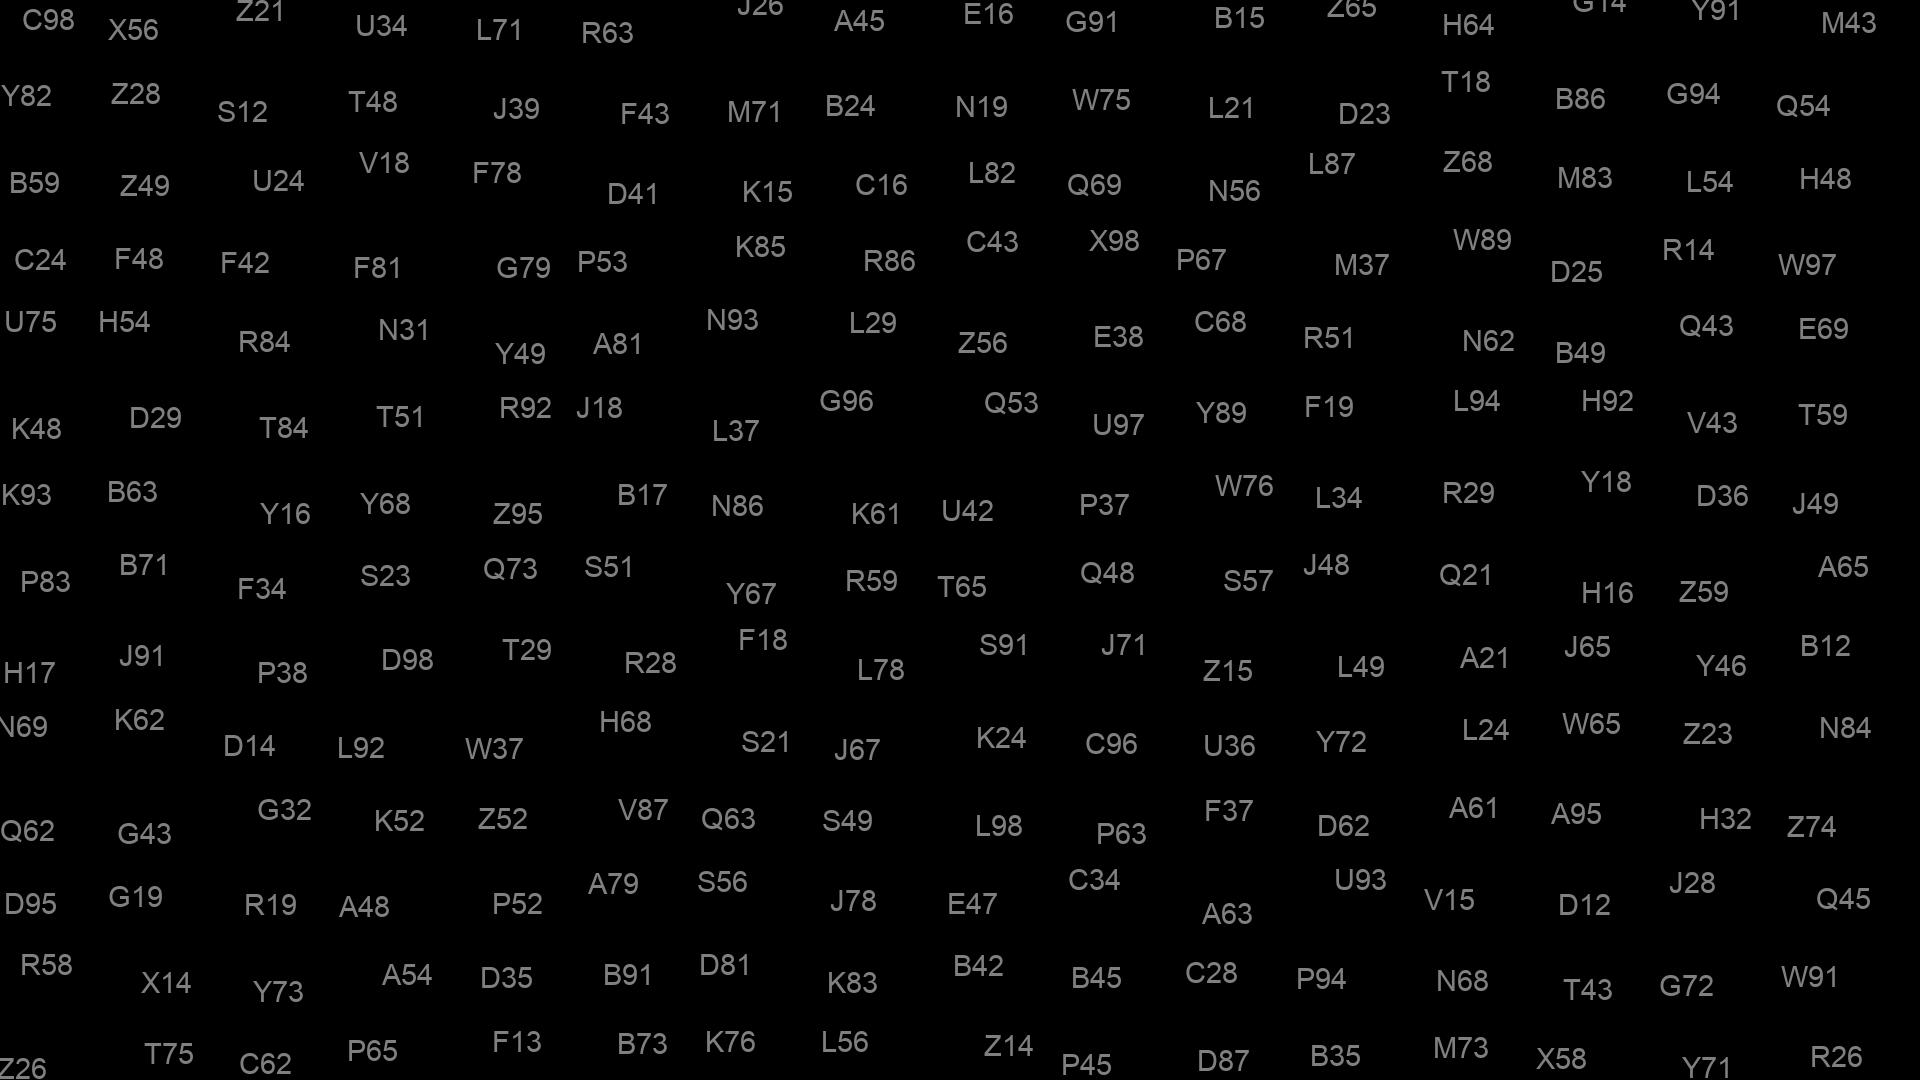 C98 X56 Z21 U34 L71 R63 J26 A45 E16 G91 B15 Z65 H64 G14 Y91 M43
Y82 Z28 S12 T48 J39 F43 M71 B24 N19 W75 L21 D23 T18 B86 G94 Q54
B59 Z49 U24 V18 F78 D41 K15 C16 L82 Q69 N56 L87 Z68 M83 L54 H48
C24 F48 F42 F81 G79 P53 K85 R86 C43 X98 P67 M37 W89 D25 R14 W97
U75 H54 R84 N31 Y49 A81 N93 L29 Z56 E38 C68 R51 N62 B49 Q43 E69
K48 D29 T84 T51 R92 J18 L37 G96 Q53 U97 Y89 F19 L94 H92 V43 T59
K93 B63 Y16 Y68 Z95 B17 N86 K61 U42 P37 W76 L34 R29 Y18 D36 J49
P83 B71 F34 S23 Q73 S51 Y67 R59 T65 Q48 S57 J48 Q21 H16 Z59 A65
H17 J91 P38 D98 T29 R28 F18 L78 S91 J71 Z15 L49 A21 J65 Y46 B12
N69 K62 D14 L92 W37 H68 S21 J67 K24 C96 U36 Y72 L24 W65 Z23 N84
Q62 G43 G32 K52 Z52 V87 Q63 S49 L98 P63 F37 D62 A61 A95 H32 Z74
D95 G19 R19 A48 P52 A79 S56 J78 E47 C34 A63 U93 V15 D12 J28 Q45
R58 X14 Y73 A54 D35 B91 D81 K83 B42 B45 C28 P94 N68 T43 G72 W91
Z26 T75 C62 P65 F13 B73 K76 L56 Z14 P45 D87 B35 M73 X58 Y71 R26